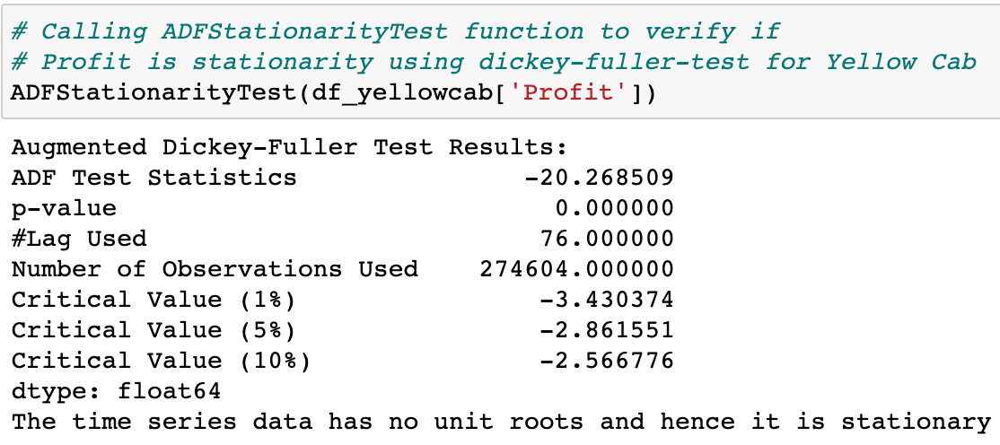 # Calling ADFStationarityTest function to verify if
# Profit is stationarity using dickey-fuller-test for Yellow Cab
ADFStationarityTest(df_yellowcab['Profit'])
Augmented Dickey-Fuller Test Results:
ADF Test Statistics -20.268509
p-value 0.000000
#Lag Used 76.000000
Number of Observations Used 274604.000000
Critical Value (1%) -3.430374
Critical Value (5%) -2.861551
Critical Value (10%) -2.566776
dtype: float64
The time series data has no unit roots and hence it is stationary